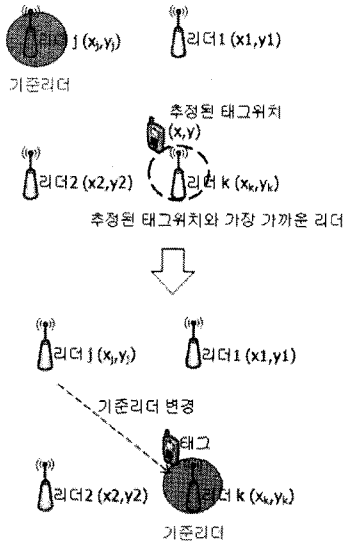 리더 j (xj,yj) 리더1 (x1,y1)
기준리더
추정된 태그위치
(x,y)
리더2 (x2,y2) 리더 k (xk,yk)
추정된 태그위치와 가장 가까운 리더
리더 j (xj,yj) 리더1 (x1,y1)
기준리더 변경
태그
리더2 (x2,y2) 리더 k (xk,yk)
기준리더